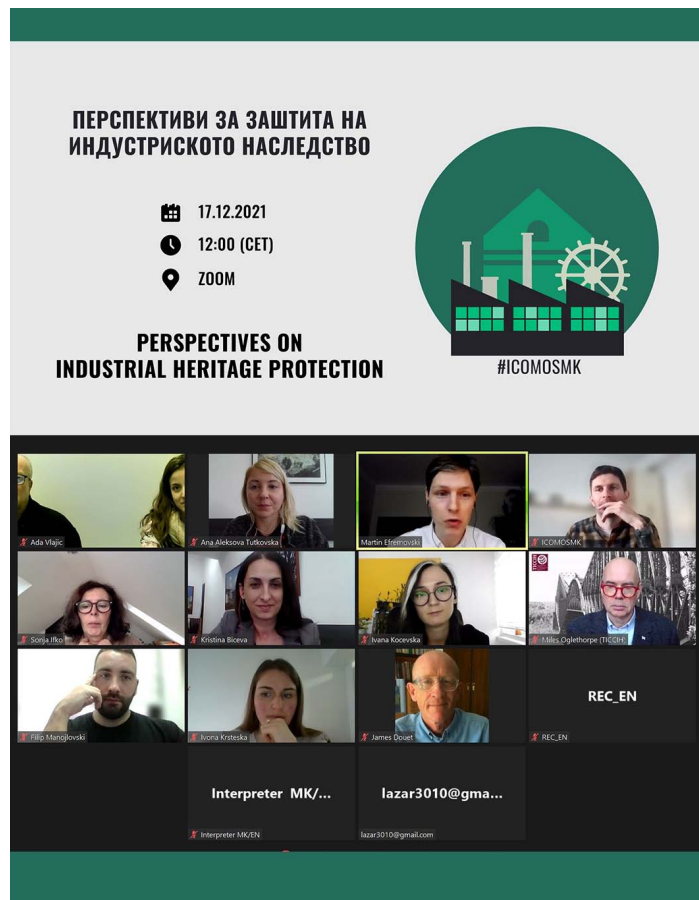 ПЕРСПЕКТИВИ ЗА ЗАШТИТА НА
ИНДУСТРИСКОТО НАСЛЕДСТВО
17.12.2021
12:00 (CET)
ZOOM
PERSPECTIVES ON
INDUSTRIAL HERITAGE PROTECTION
#ICOMOSMK
Ada Vlajic
Ana Aleksova Tutkovska
Martin Efremovski
ICOMOSMK
Sonja Ifko
Kristina Biceva
Ivana Kocevska
TICCIH
Miles Oglethorpe (TICCIH:
Filip Manojlovski
Ivona Krsteska
James Douet
REC_EN
REC_EN
Interpreter MK/...
Interpreter MK/EN
lazar3010@gma...
lazar3010@gmail.com